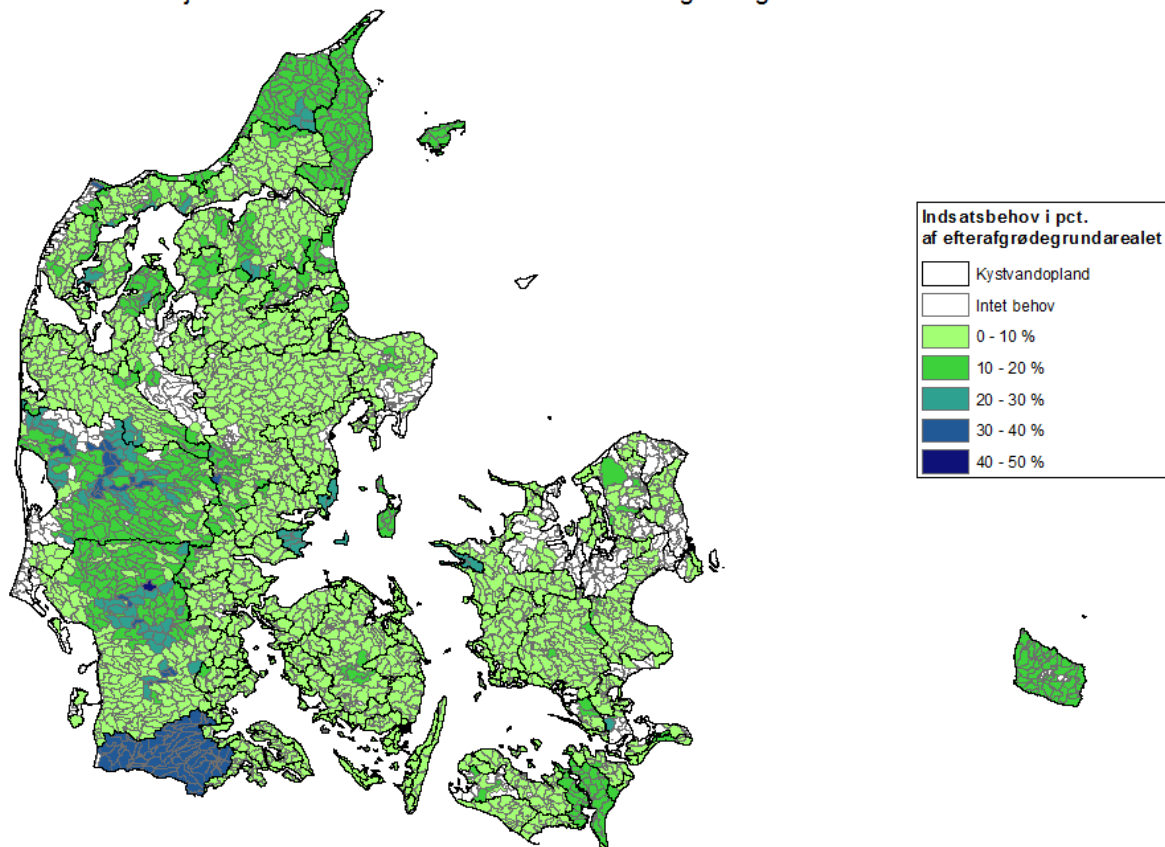 Indsatsbehov i pct.
af efterafgrødegrundarealet
Kystvandopland
Intet behov
0 - 10 %
10 - 20 %
20 - 30 %
30 - 40 %
40 - 50 %